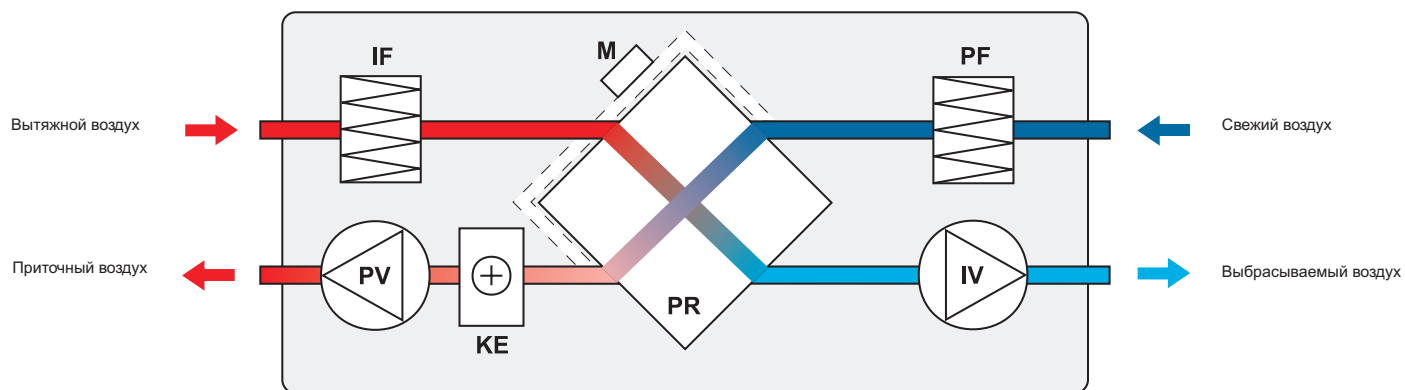 IF
M
PF
Вытяжной воздух
Свежий воздух
Приточный воздух
PV
KE
PR
IV
Выбрасываемый воздух